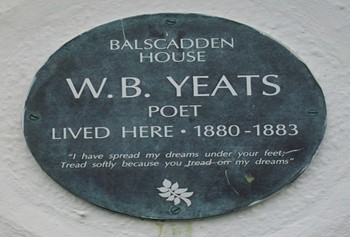 BALSCADDEN
HOUSE
W.B. YEATS
POET
LIVED HERE · 1880-1883
"I have spread my dreams under your feet;
Tread softly because you tread on my dreams"